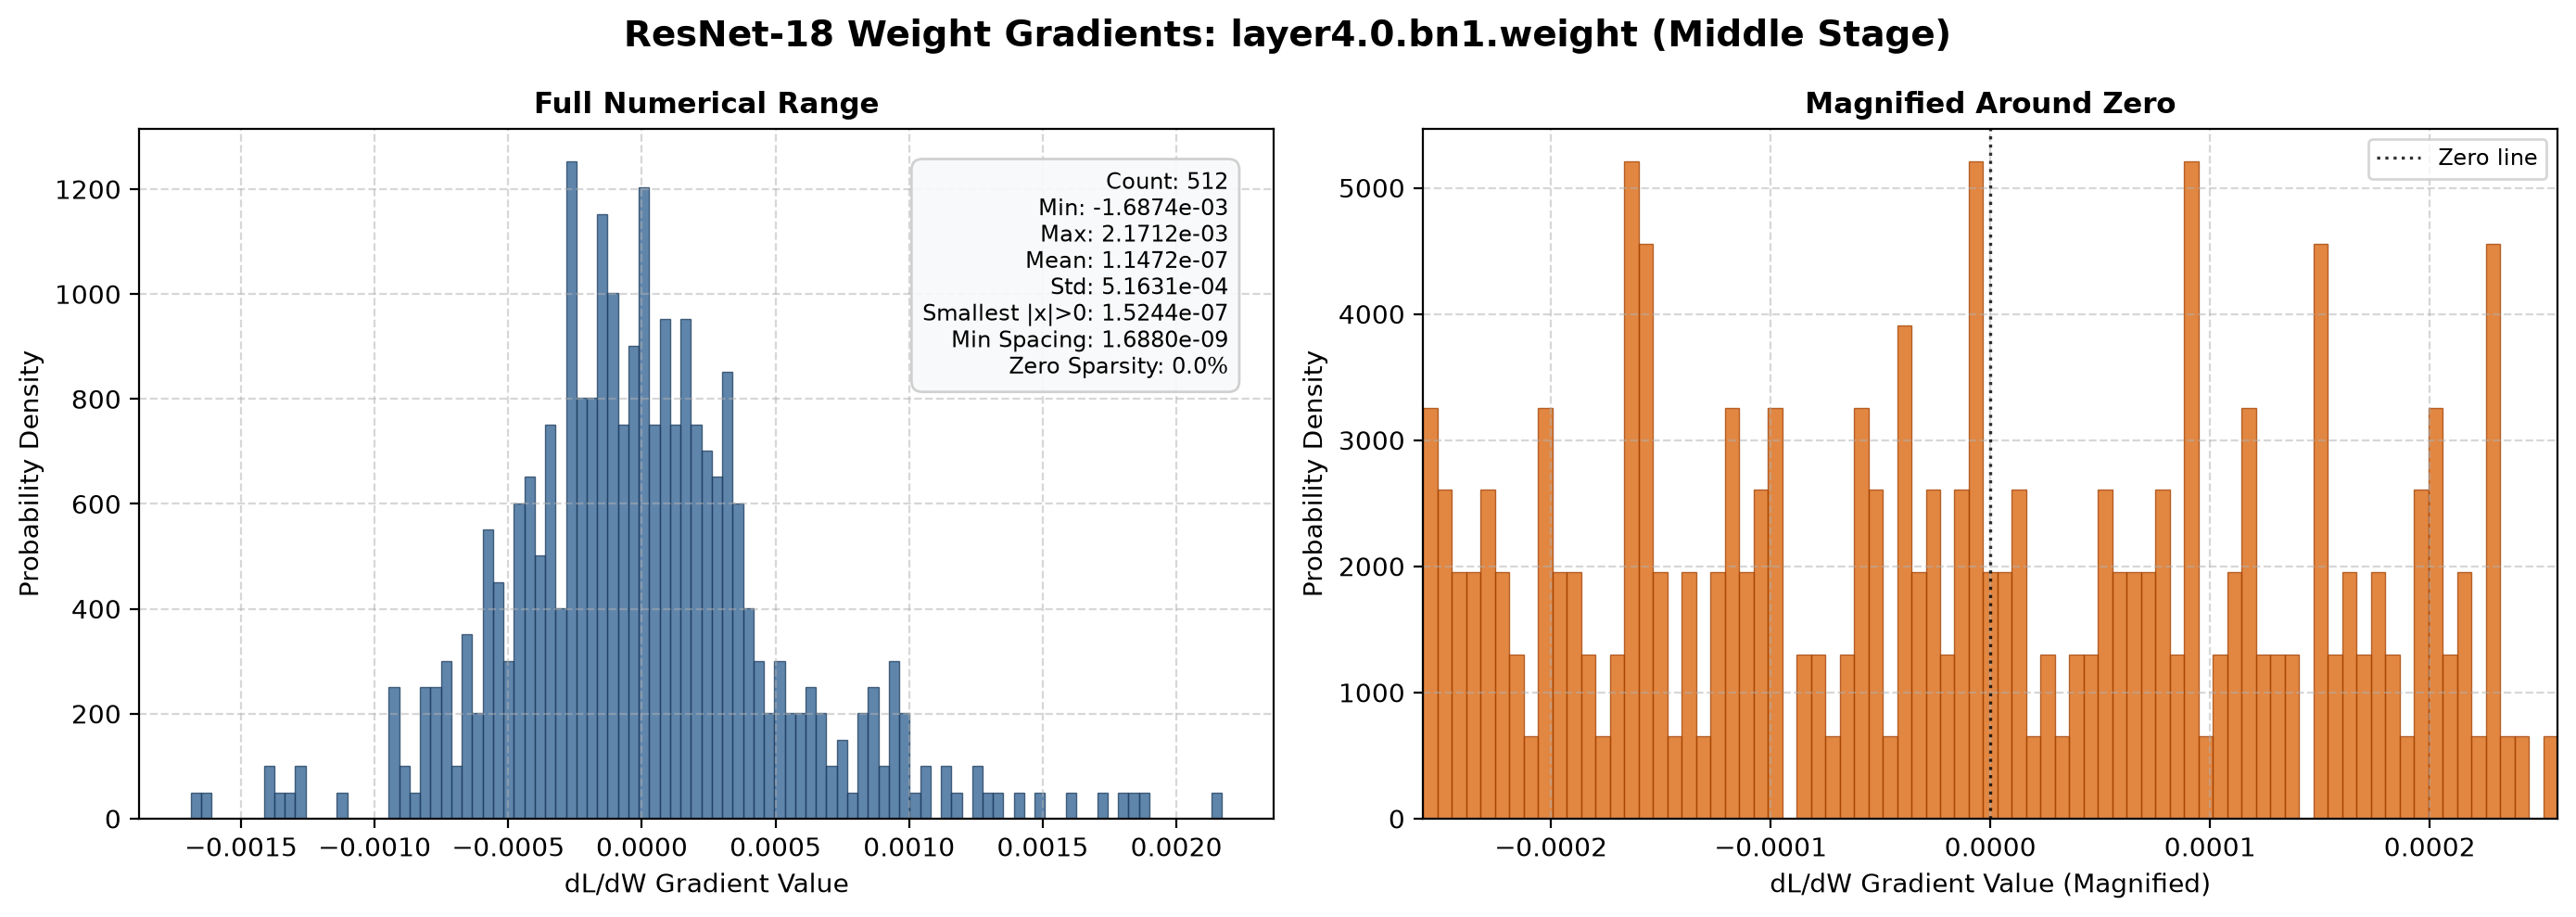 ResNet-18 Weight Gradients: layer4.0.bn1.weight (Middle Stage)
Full Numerical Range
Probability Density
1200
1000
800
600
400
200
0
Count: 512
Min: -1.6874e-03
Max: 2.1712e-03
Mean: 1.1472e-07
Std: 5.1631e-04
Smallest |x|>0: 1.5244e-07
Min Spacing: 1.6880e-09
Zero Sparsity: 0.0%
−0.0015 −0.0010 −0.0005 0.0000 0.0005 0.0010 0.0015 0.0020
dL/dW Gradient Value
Magnified Around Zero
Probability Density
5000
4000
3000
2000
1000
0
Zero line
−0.0002 −0.0001 0.0000 0.0001 0.0002
dL/dW Gradient Value (Magnified)